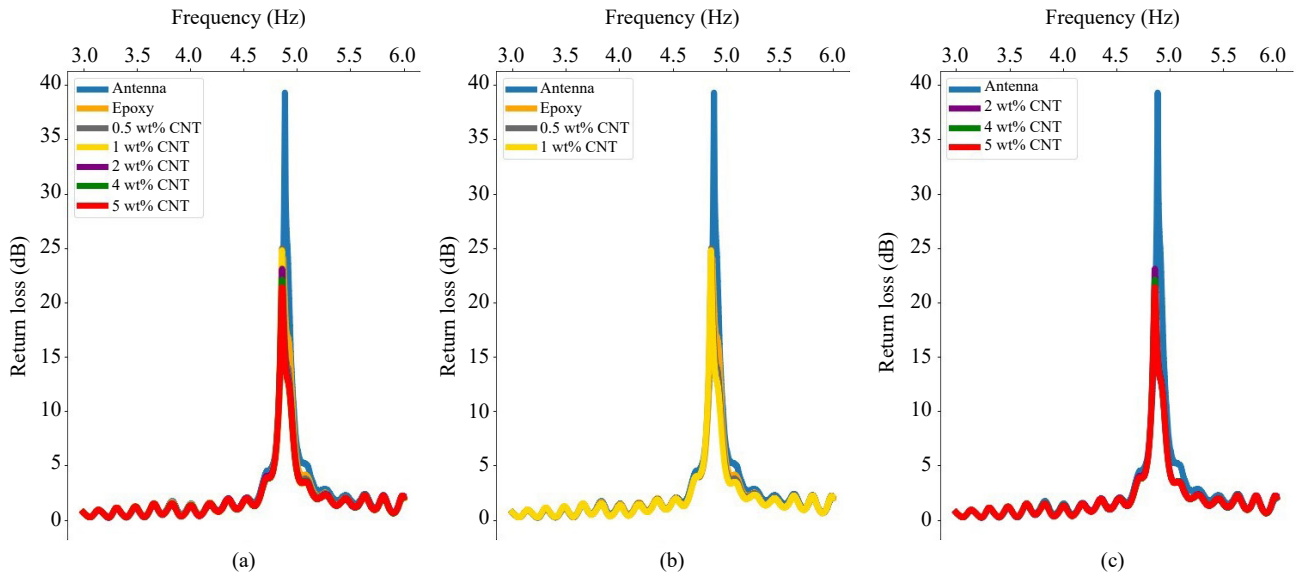 Frequency (Hz)
3.0 3.5 4.0 4.5 5.0 5.5 6.0
40
35
30
25
20
15
10
5
0
Return loss (dB)
Antenna
Epoxy
0.5 wt% CNT
1 wt% CNT
2 wt% CNT
4 wt% CNT
5 wt% CNT
(a)
Frequency (Hz)
3.0 3.5 4.0 4.5 5.0 5.5 6.0
40
35
30
25
20
15
10
5
0
Return loss (dB)
Antenna
Epoxy
0.5 wt% CNT
1 wt% CNT
(b)
Frequency (Hz)
3.0 3.5 4.0 4.5 5.0 5.5 6.0
40
35
30
25
20
15
10
5
0
Return loss (dB)
Antenna
2 wt% CNT
4 wt% CNT
5 wt% CNT
(c)